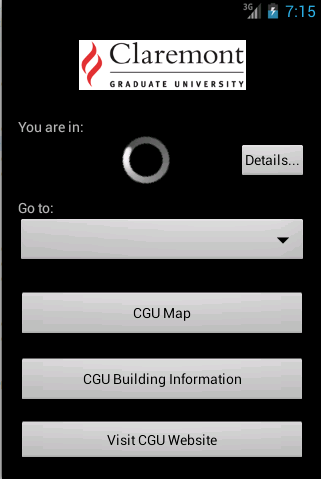 3G 7:15
Claremont
GRADUATE UNIVERSITY
You are in:
Details...
Go to:
CGU Map
CGU Building Information
Visit CGU Website